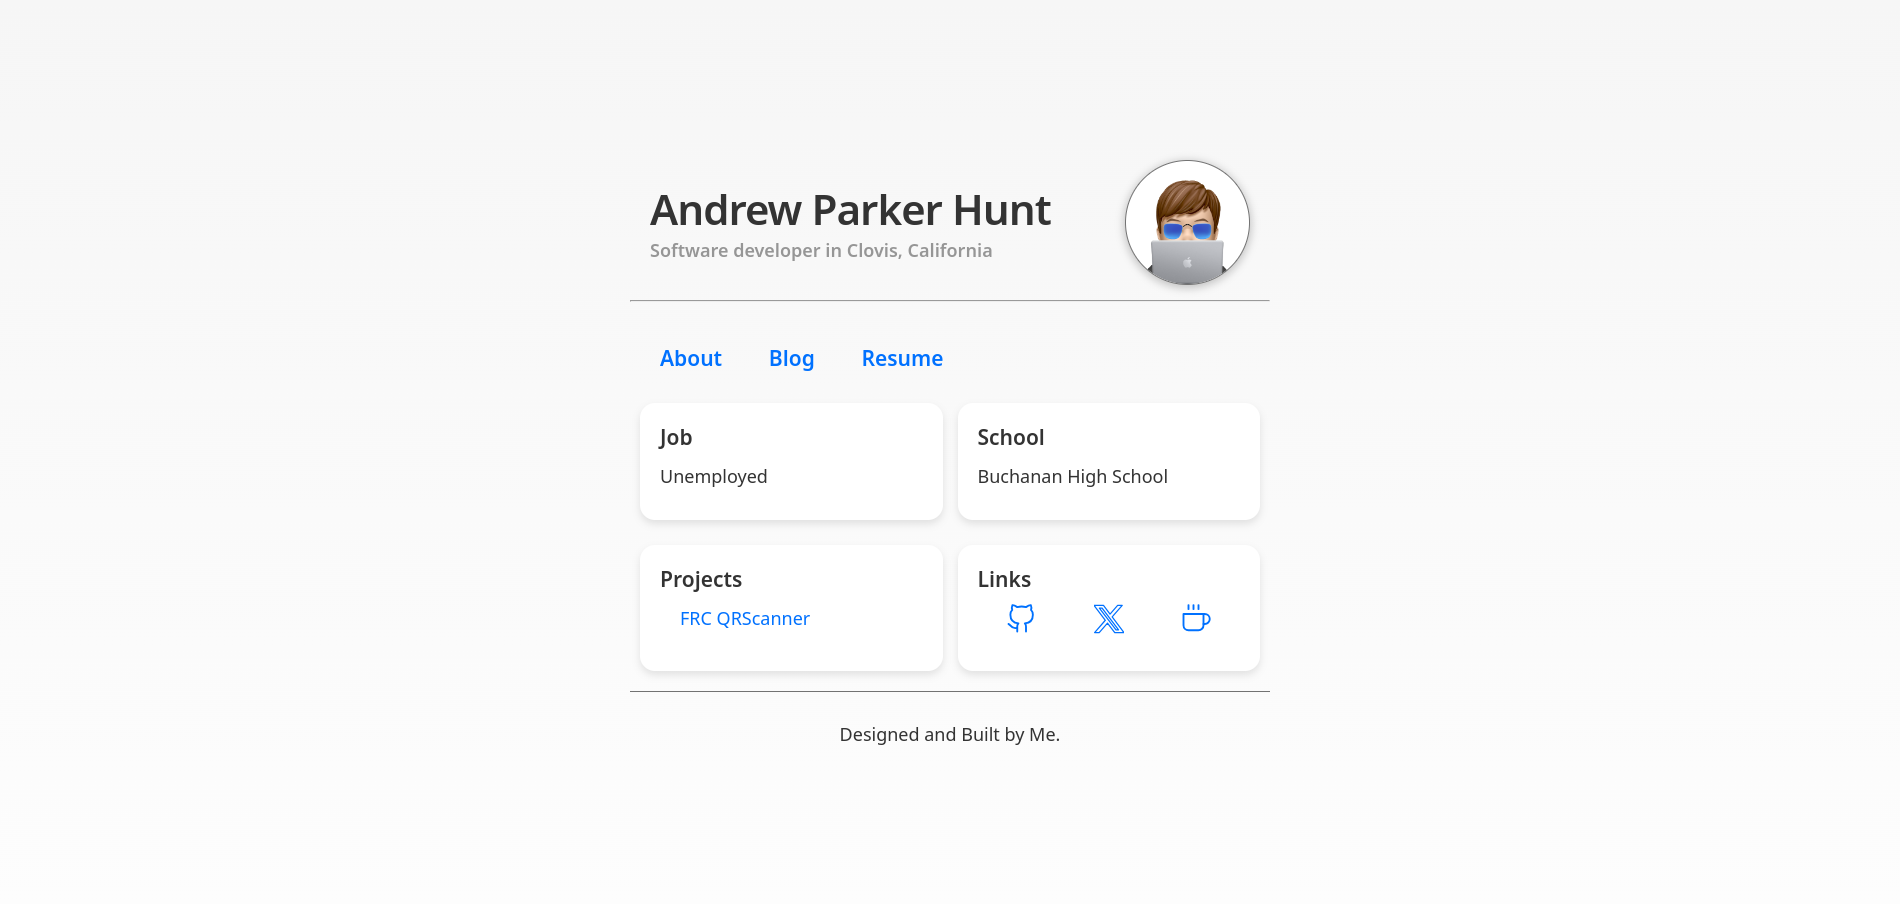 Andrew Parker Hunt
Software developer in Clovis, California
About Blog Resume
Job
Unemployed
School
Buchanan High School
Projects
FRC QRScanner
Links
Designed and Built by Me.